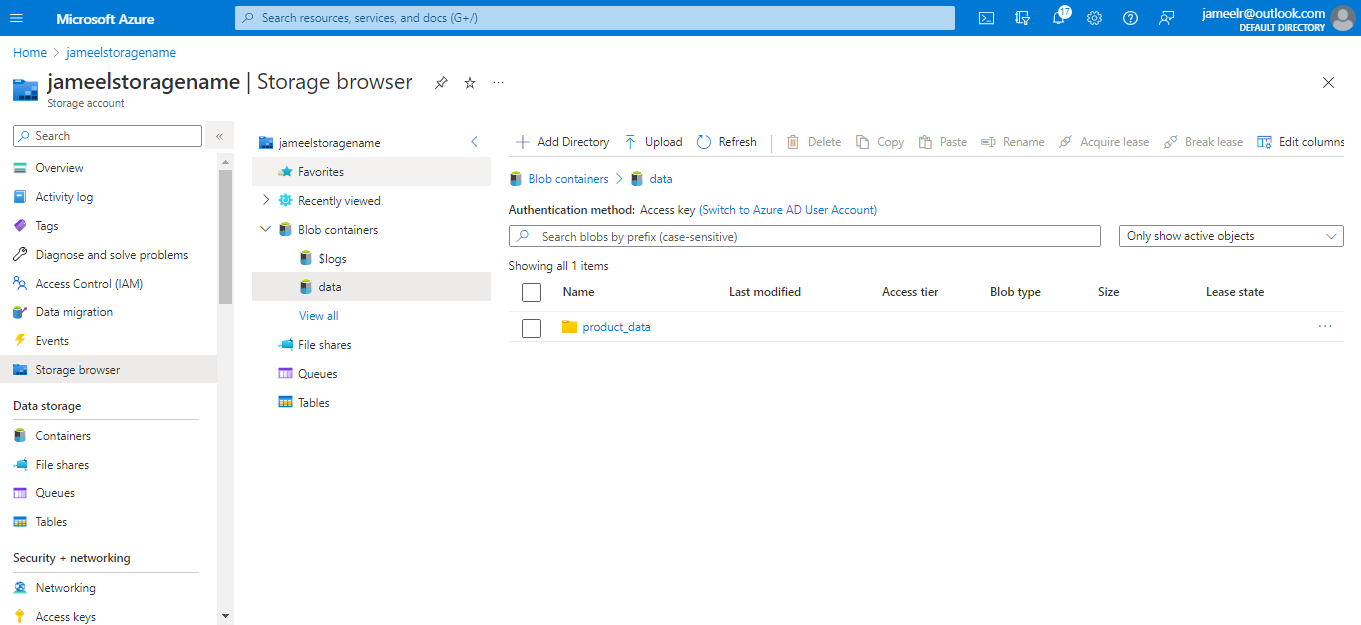 Microsoft Azure
Search resources, services, and docs (G+/)
17
jameelr@outlook.com
DEFAULT DIRECTORY
Home > jameelstoragename
jameelstoragename | Storage browser
Storage account
Search
«
Overview
Activity log
Tags
Diagnose and solve problems
Access Control (IAM)
Data migration
Events
Storage browser
Data storage
Containers
File shares
Queues
Tables
Security + networking
Networking
Access keys
jameelstoragename
Favorites
Recently viewed
Blob containers
$logs
data
View all
File shares
Queues
Tables
Add Directory Upload Refresh Delete Copy Paste Rename Acquire lease Break lease Edit columns
Blob containers > data
Authentication method: Access key (Switch to Azure AD User Account)
Search blobs by prefix (case-sensitive) Only show active objects
Showing all 1 items
Name Last modified Access tier Blob type Size Lease state
product_data